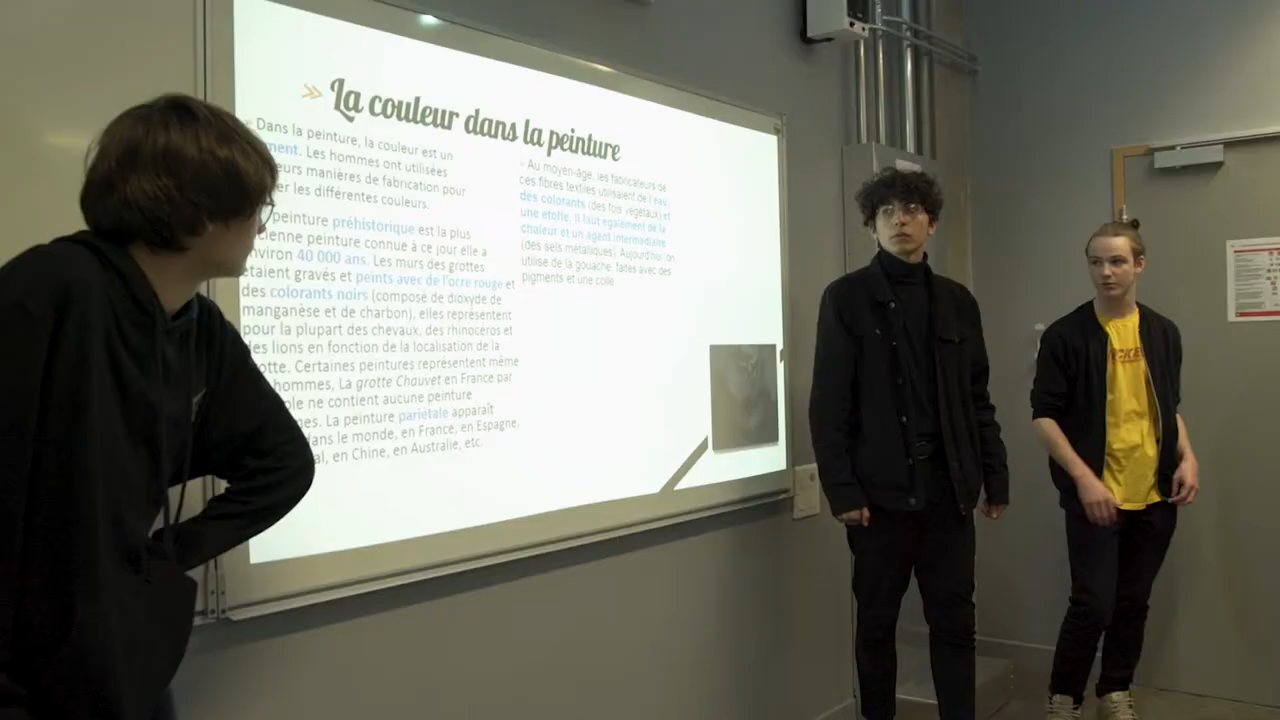 » La couleur dans la peinture
Dans la peinture, la couleur est un
ment. Les hommes ont utilisées
eurs manières de fabrication pour
er les différentes couleurs.
peinture préhistorique est la plus
cienne peinture connue à ce jour elle a
nviron 40 000 ans. Les murs des grottes
étaient gravés et peints avec de l'ocre rouge et
des colorants noirs (compose de dioxyde de
manganèse et de charbon), elles représentent
pour la plupart des chevaux, des rhinocéros et
des lions en fonction de la localisation de la
otte. Certaines peintures représentent même
hommes, La grotte Chauvet en France par
ple ne contient aucune peinture
nes. La peinture pariétale apparaît
dans le monde, en France, en Espagne,
al, en Chine, en Australie, etc.
Au moyen-âge, les fabricateurs de
ces fibres textiles utilisaient de l'eau,
des colorants (des fois végétaux) et
une étoffe. Il faut également de la
chaleur et un agent intermédiaire
(des sels métalliques). Aujourd'hui on
utilise de la gouache, fades avec des
pigments et une colle